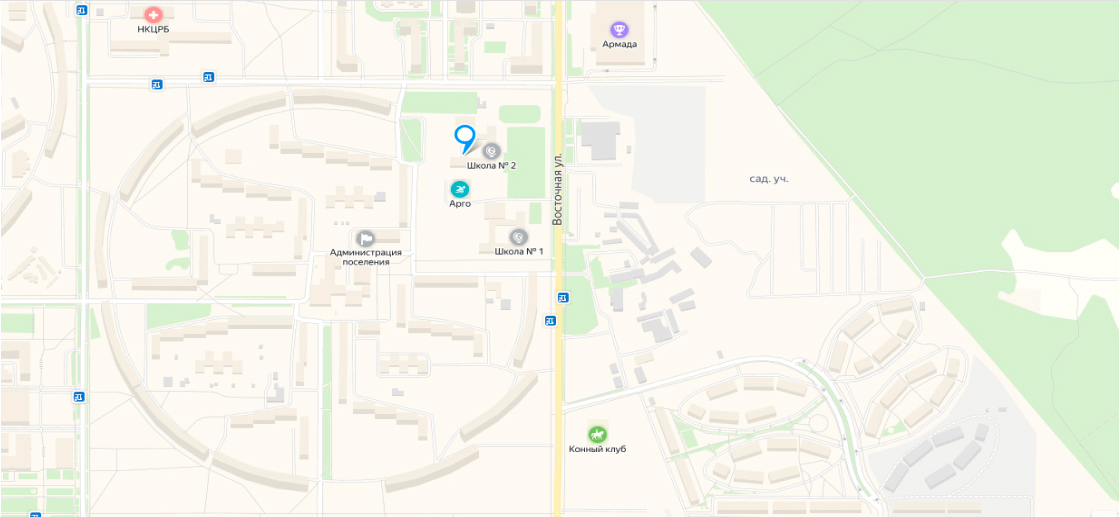 НКЦРБ
Армада
Школа № 2
Восточная ул.
сад. уч.
Арго
Школа № 1
Администрация
поселения
Конный клуб